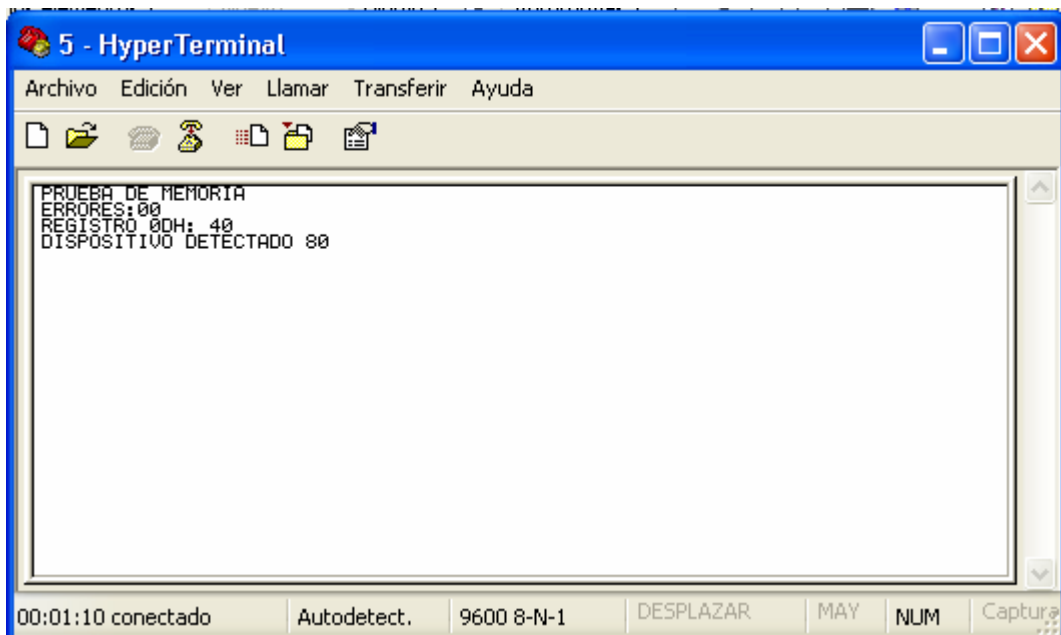 5 - HyperTerminal
Archivo Edición Ver Llamar Transferir Ayuda
PRUEBA DE MEMORIA
ERRORES:00
REGISTRO 0DH: 40
DISPOSITIVO DETECTADO 80
00:01:10 conectado Autodetect. 9600 8-N-1 DESPLAZAR MAY NUM Captura